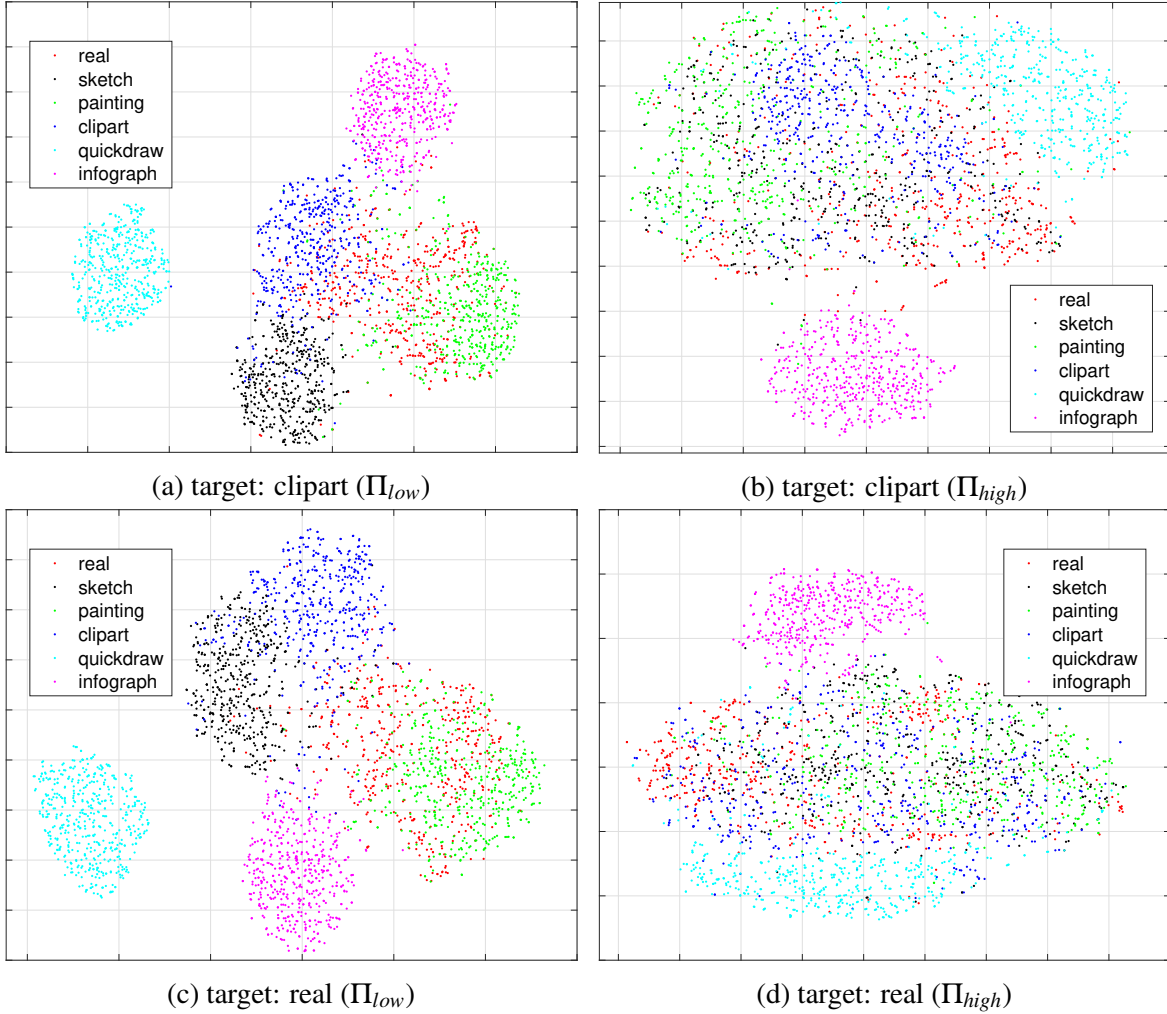 real
sketch
painting
clipart
quickdraw
infograph
(a) target: clipart (Π_low)
real
sketch
painting
clipart
quickdraw
infograph
(b) target: clipart (Π_high)
real
sketch
painting
clipart
quickdraw
infograph
(c) target: real (Π_low)
real
sketch
painting
clipart
quickdraw
infograph
(d) target: real (Π_high)